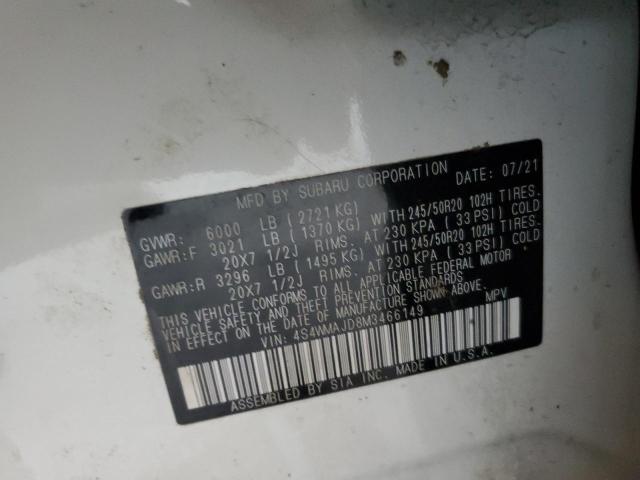 MFD BY SUBARU CORPORATION DATE: 07/21
GVWR: 6000 LB ( 2721 KG)
GAWR:F 3021 LB ( 1370 KG) WITH 245/50R20 102H TIRES.
20X7 1/2J RIMS. AT 230 KPA ( 33 PSI) COLD
GAWR:R 3296 LB ( 1495 KG) WITH 245/50R20 102H TIRES.
20X7 1/2J RIMS. AT 230 KPA ( 33 PSI) COLD
THIS VEHICLE CONFORMS TO ALL APPLICABLE FEDERAL MOTOR
VEHICLE SAFETY AND THEFT PREVENTION STANDARDS
IN EFFECT ON THE DATE OF MANUFACTURE SHOWN ABOVE.
VIN: 4S4WMAJD8M3466149 MPV
ASSEMBLED BY SIA INC. MADE IN U.S.A.